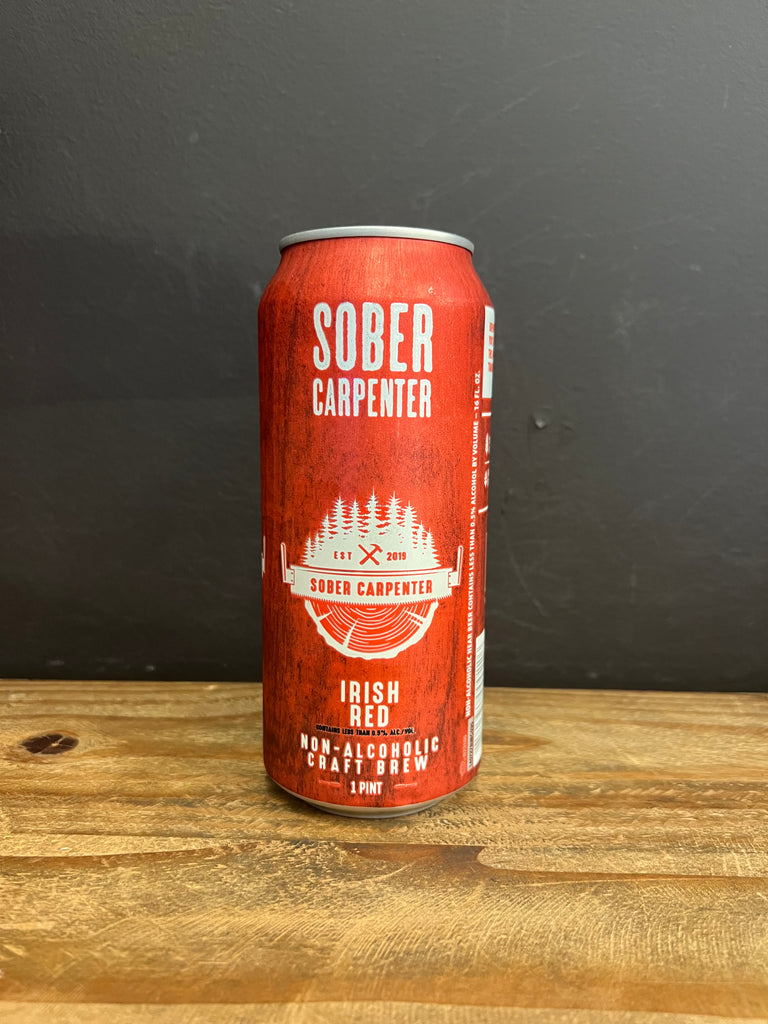 SOBER
CARPENTER
EST 2019
SOBER CARPENTER
IRISH
RED
CONTAINS LESS THAN 0.5% ALC./VOL.
NON-ALCOHOLIC
CRAFT BREW
1 PINT
NON-ALCOHOLIC NEAR BEER CONTAINS LESS THAN 0.5% ALCOHOL BY VOLUME – 16 FL. OZ.